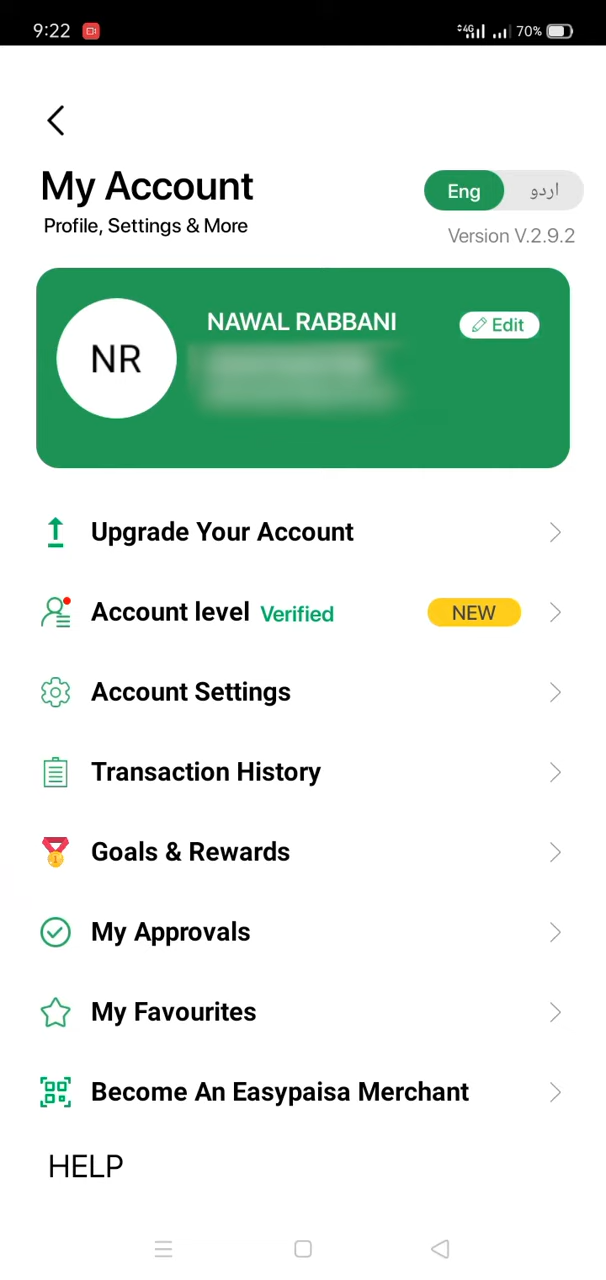 9:22
4G 70%
My Account
Profile, Settings & More
Eng اردو
Version V.2.9.2
NR
NAWAL RABBANI
Edit
Upgrade Your Account
Account level Verified NEW
Account Settings
Transaction History
1 Goals & Rewards
My Approvals
My Favourites
Become An Easypaisa Merchant
HELP